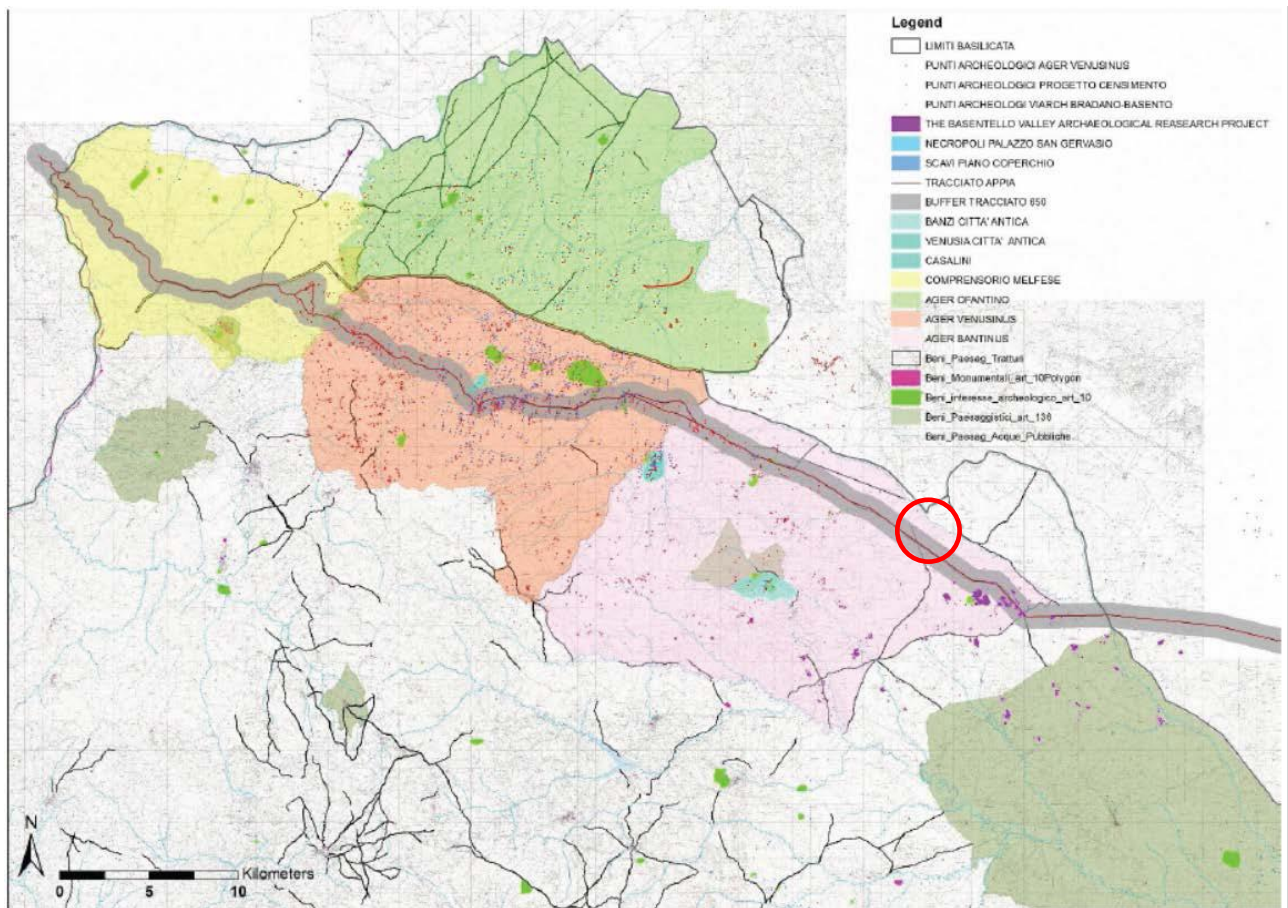 Legend
LIMITI BASILICATA
PUNTI ARCHEOLOGICI AGER VENUSINUS
PUNTI ARCHEOLOGICI PROGETTO CENSIMENTO
PUNTI ARCHEOLOGI VIARCH BRADANO-BASENTO
THE BASENTELLO VALLEY ARCHAEOLOGICAL REASEARCH PROJECT
NECROPOLI PALAZZO SAN GERVASIO
SCAVI PIANO COPERCHIO
TRACCIATO APPIA
BUFFER TRACCIATO 650
BANZI CITTA' ANTICA
VENUSIA CITTA' ANTICA
CASALINI
COMPRENSORIO MELFESE
AGER OFANTINO
AGER VENUSINUS
AGER BANTINUS
Beni_Paesag_Tratturi
Beni_Monumentali_art_10Polygon
Beni_interesse_archeologico_art_10
Beni_Paesaggistici_art_136
Beni_Paesag_Acque_Pubbliche
N
Kilometers
0 5 10